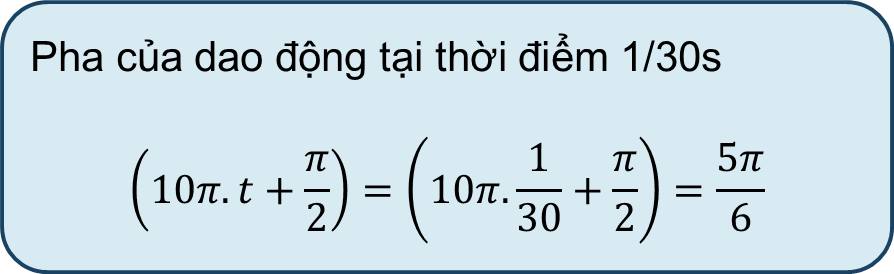 Pha của dao động tại thời điểm 1/30s
(10π. t + π/2) = (10π. 1/30 + π/2) = 5π/6